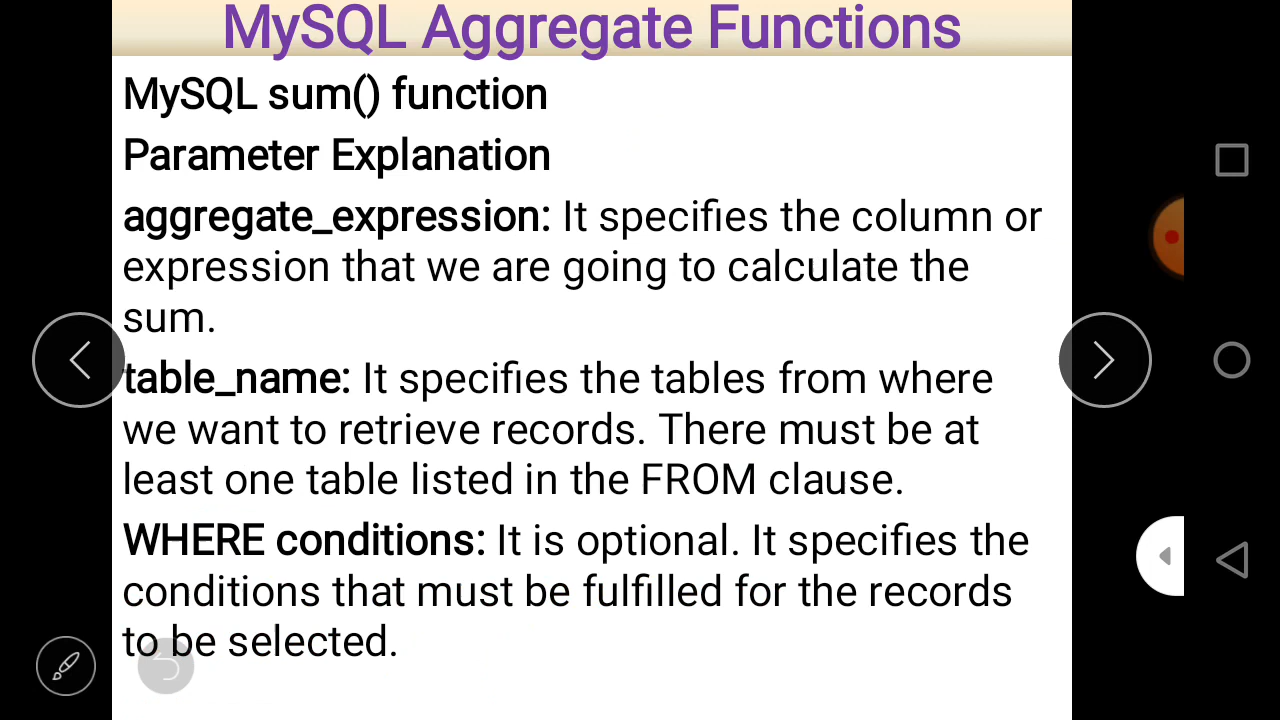 MySQL Aggregate Functions
MySQL sum() function
Parameter Explanation
aggregate_expression: It specifies the column or
expression that we are going to calculate the
sum.
table_name: It specifies the tables from where
we want to retrieve records. There must be at
least one table listed in the FROM clause.
WHERE conditions: It is optional. It specifies the
conditions that must be fulfilled for the records
to be selected.